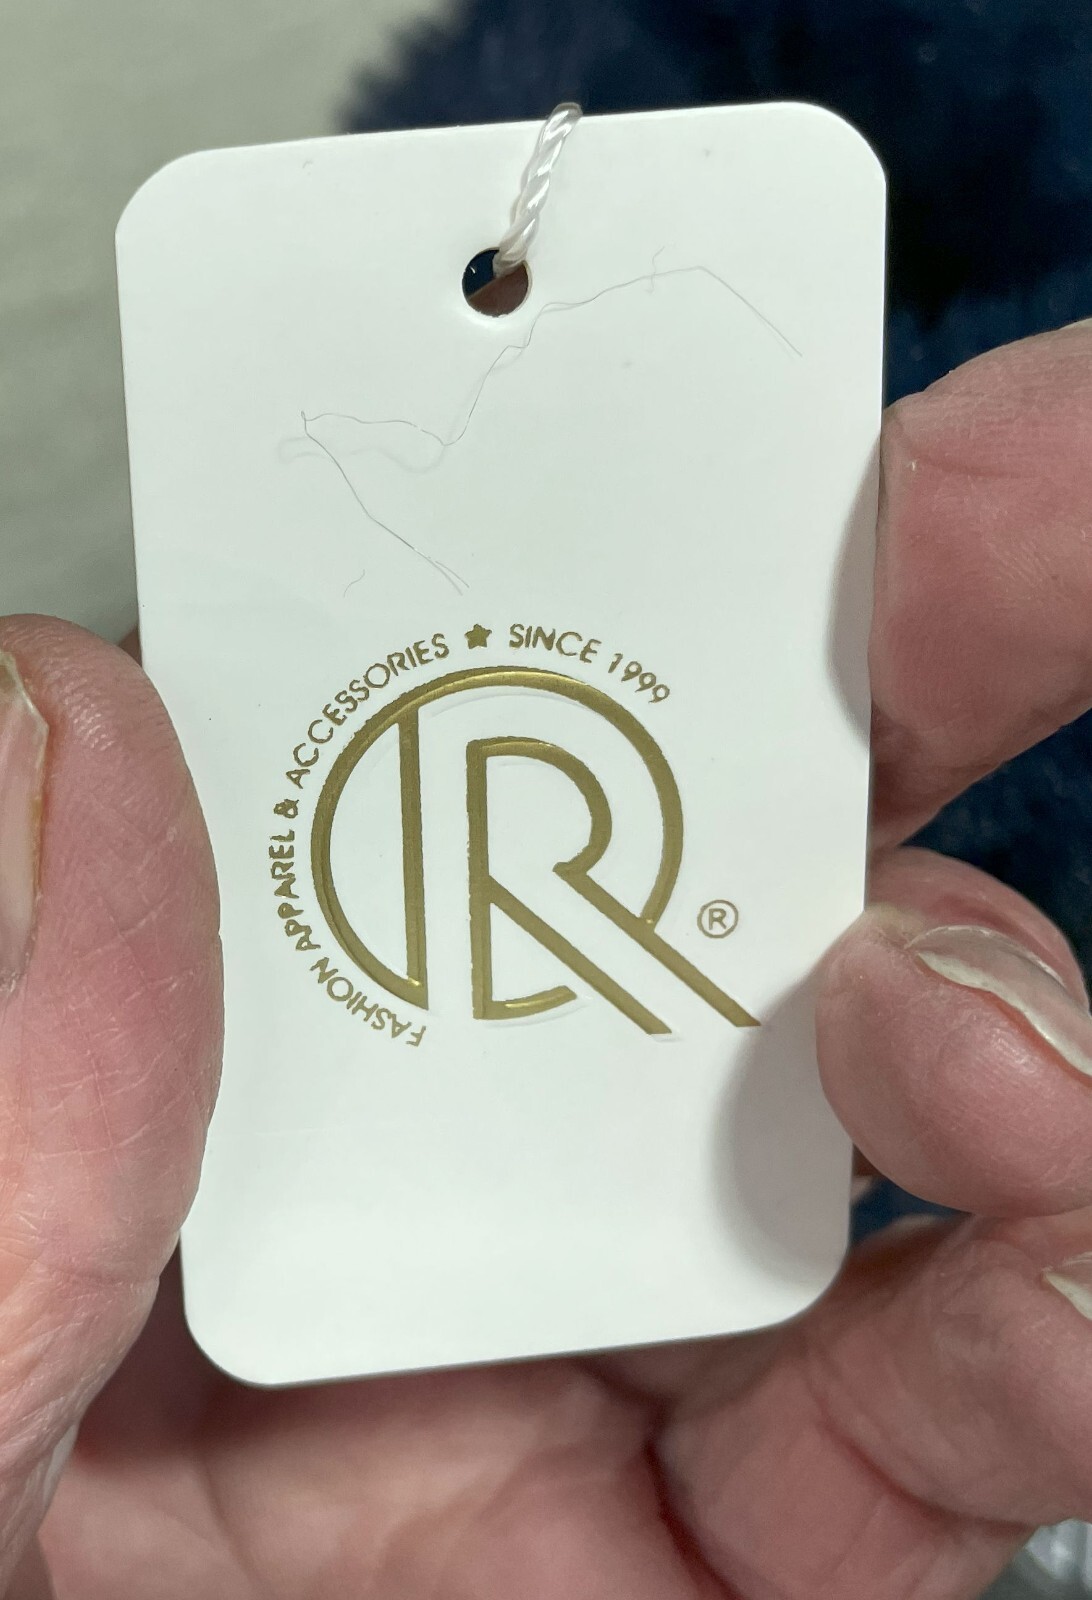 FASHION APPAREL & ACCESSORIES ★ SINCE 1999
R
®